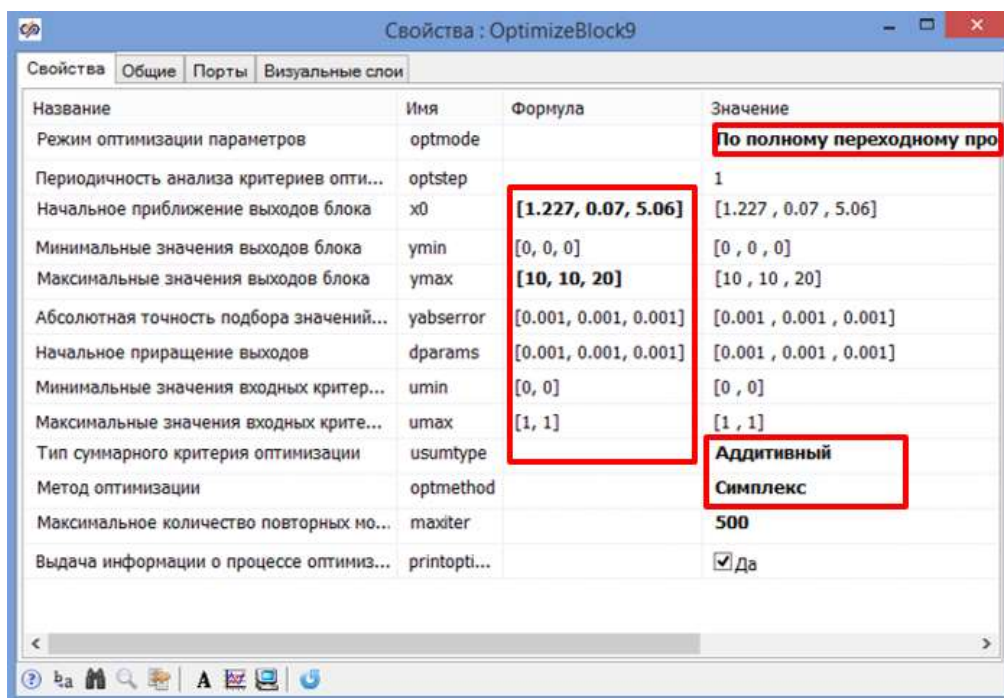 Свойства : OptimizeBlock9
Свойства Общие Порты Визуальные слои
Название Имя Формула Значение
Режим оптимизации параметров optmode По полному переходному про
Периодичность анализа критериев опти... optstep 1
Начальное приближение выходов блока x0 [1.227, 0.07, 5.06] [1.227 , 0.07 , 5.06]
Минимальные значения выходов блока ymin [0, 0, 0] [0 , 0 , 0]
Максимальные значения выходов блока ymax [10, 10, 20] [10 , 10 , 20]
Абсолютная точность подбора значений... yabserror [0.001, 0.001, 0.001] [0.001 , 0.001 , 0.001]
Начальное приращение выходов dparams [0.001, 0.001, 0.001] [0.001 , 0.001 , 0.001]
Минимальные значения входных критер... umin [0, 0] [0 , 0]
Максимальные значения входных крите... umax [1, 1] [1 , 1]
Тип суммарного критерия оптимизации usumtype Аддитивный
Метод оптимизации optmethod Симплекс
Максимальное количество повторных мо... maxiter 500
Выдача информации о процессе оптимиз... printopti... Да